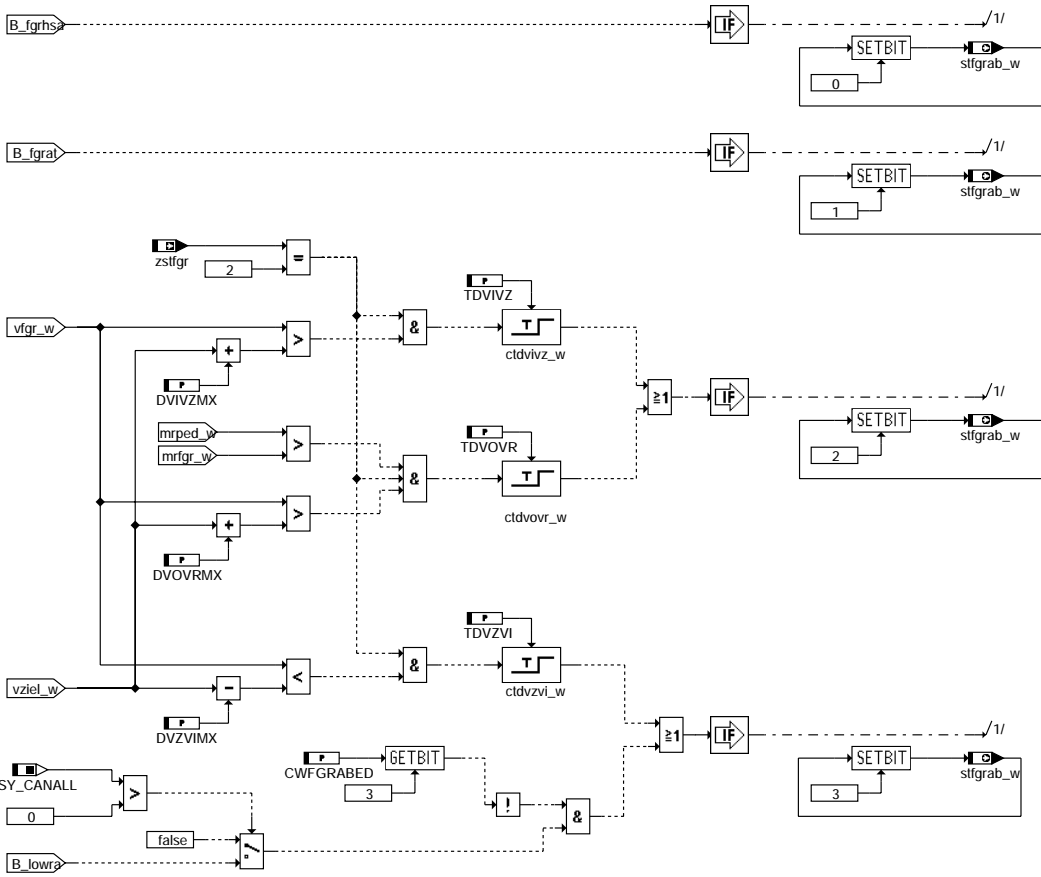 B_fgrhsa
IF
/1/
SETBIT
stfgrab_w
0
B_fgrat
IF
/1/
SETBIT
stfgrab_w
1
zstfgr
2
=
P
TDVIVZ
vfgr_w
>
&
T
+
ctdvivz_w
P
DVIVZMX
≥1
IF
/1/
SETBIT
stfgrab_w
2
mrped_w
mrfgr_w
>
P
TDVOVR
&
T
>
+
ctdvovr_w
P
DVOVRMX
P
TDVZVI
&
T
<
vziel_w
-
ctdvzvi_w
P
DVZVIMX
≥1
IF
/1/
SETBIT
stfgrab_w
3
P
CWFGRABED
GETBIT
3
SY_CANALL
>
0
!
&
false
B_lowra